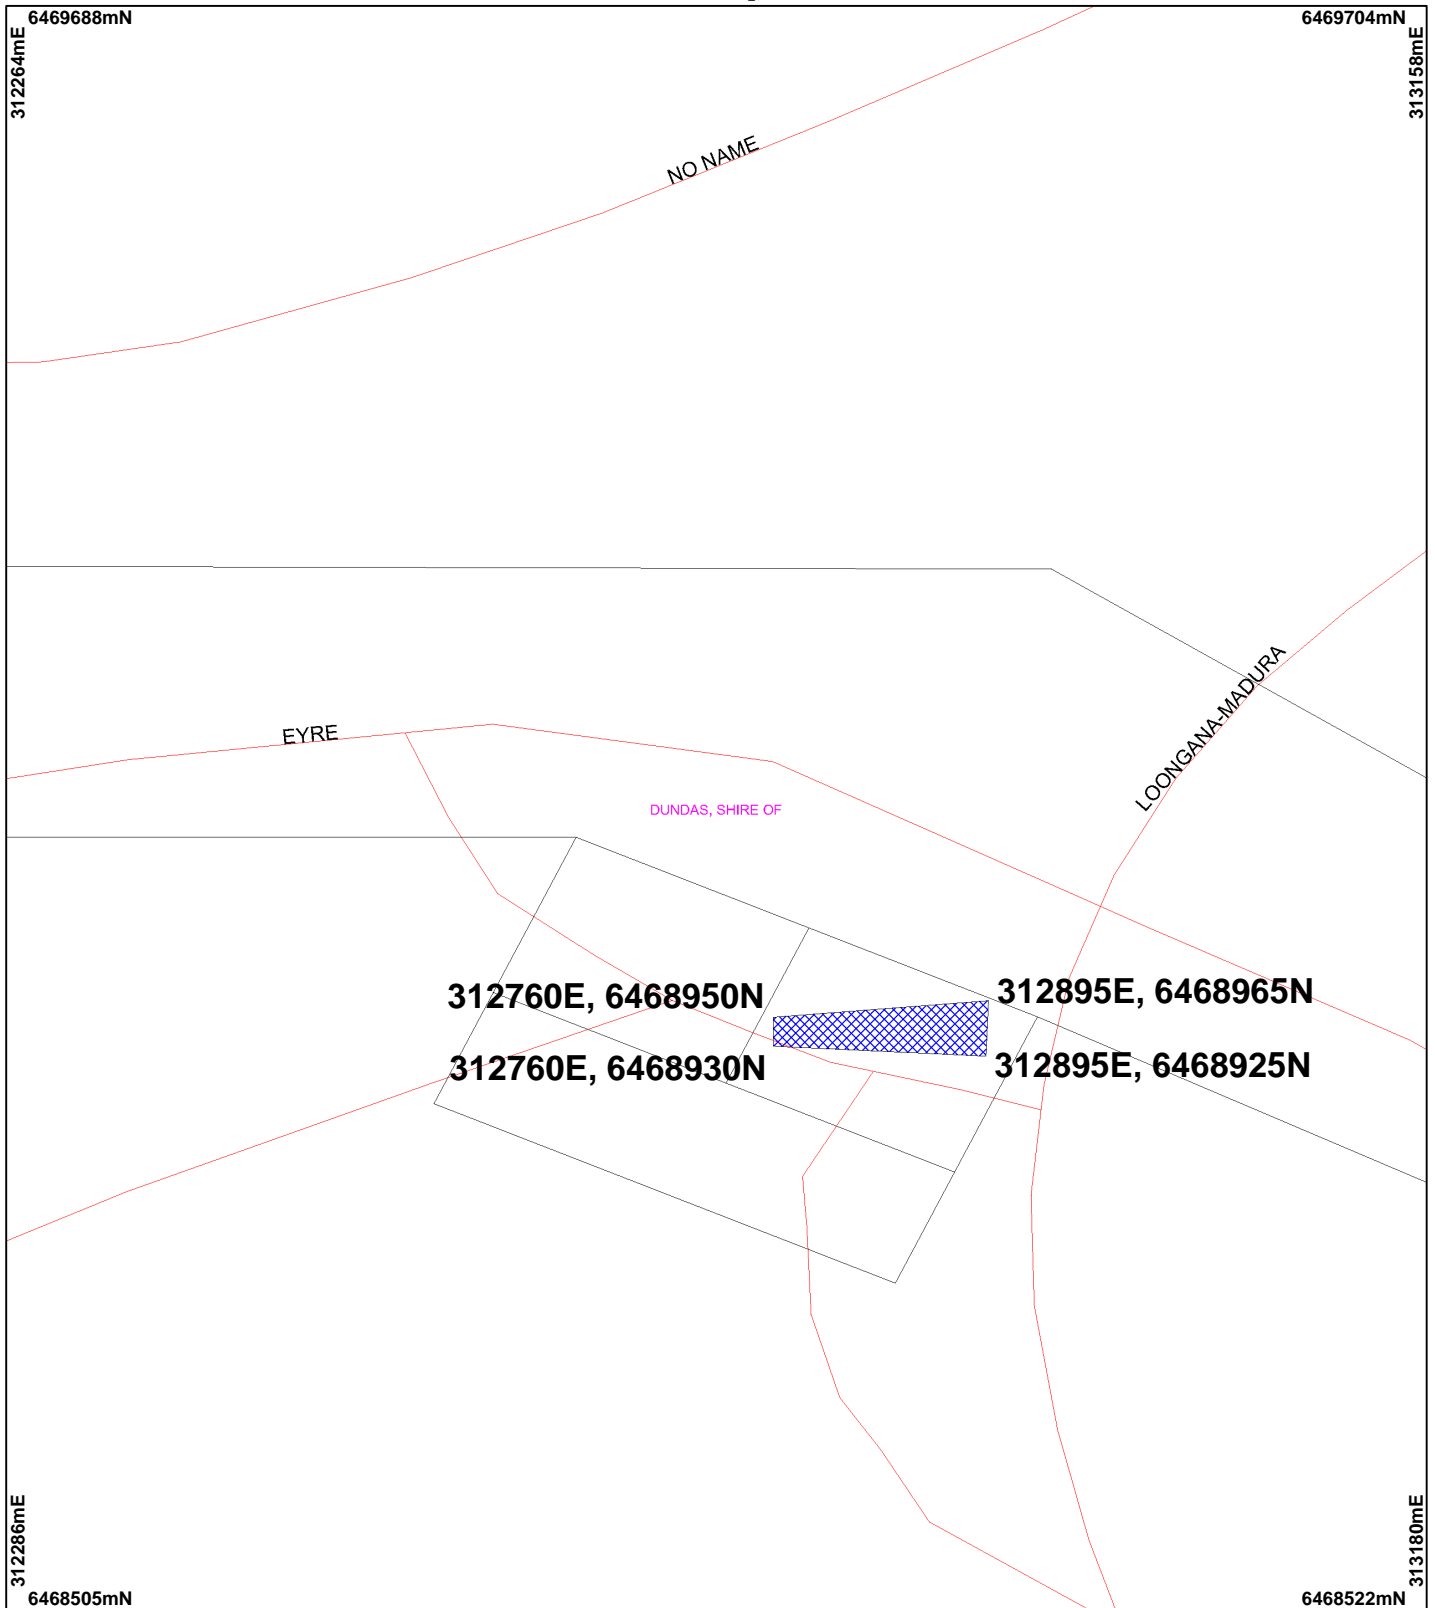 6469688mN
6469704mN
312264mE
313158mE
NO NAME
LOONGANA-MADURA
EYRE
DUNDAS, SHIRE OF
312760E, 6468950N
312895E, 6468965N
312760E, 6468930N
312895E, 6468925N
312286mE
313180mE
6468505mN
6468522mN